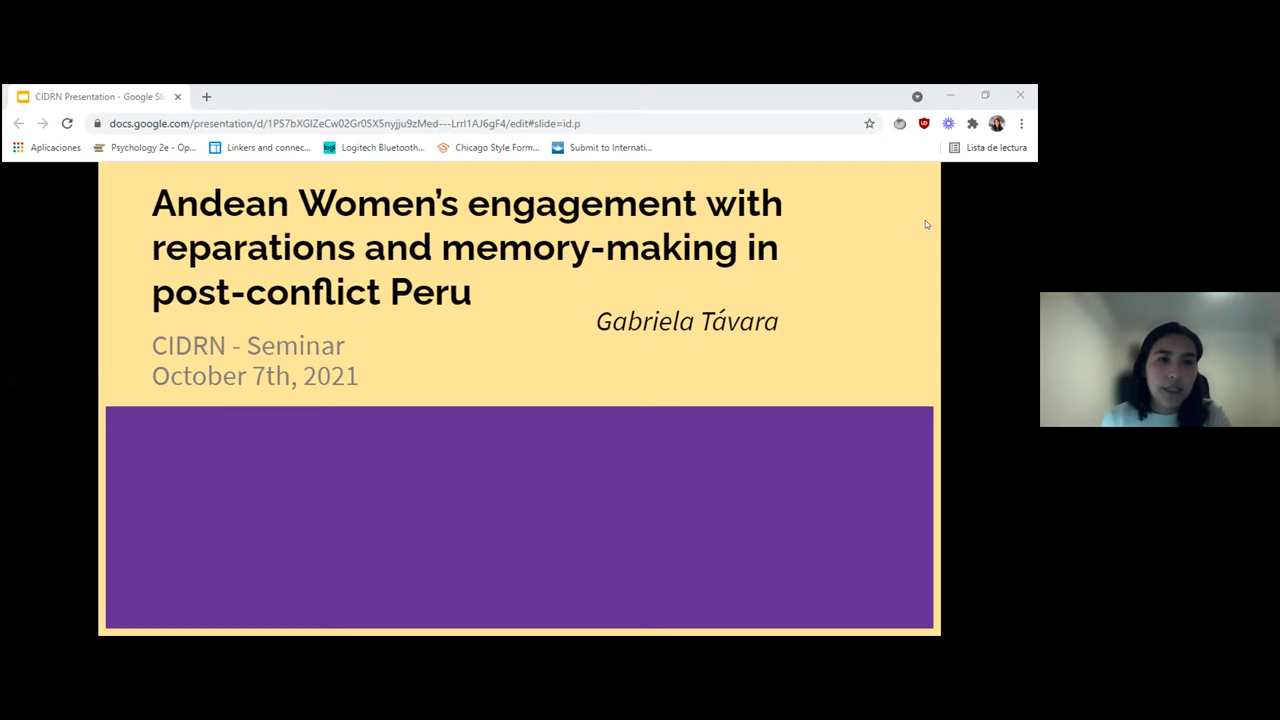 CIDRN Presentation - Google Sli
docs.google.com/presentation/d/1P57bXGlZeCw02Gr05X5nyjju9zMed---LrrI1AJ6gF4/edit#slide=id.p
Aplicaciones
Psychology 2e - Op...
Linkers and connec...
Logitech Bluetooth...
Chicago Style Form...
Submit to Internati...
Lista de lectura
Andean Women's engagement with
reparations and memory-making in
post-conflict Peru
Gabriela Távara
CIDRN - Seminar
October 7th, 2021